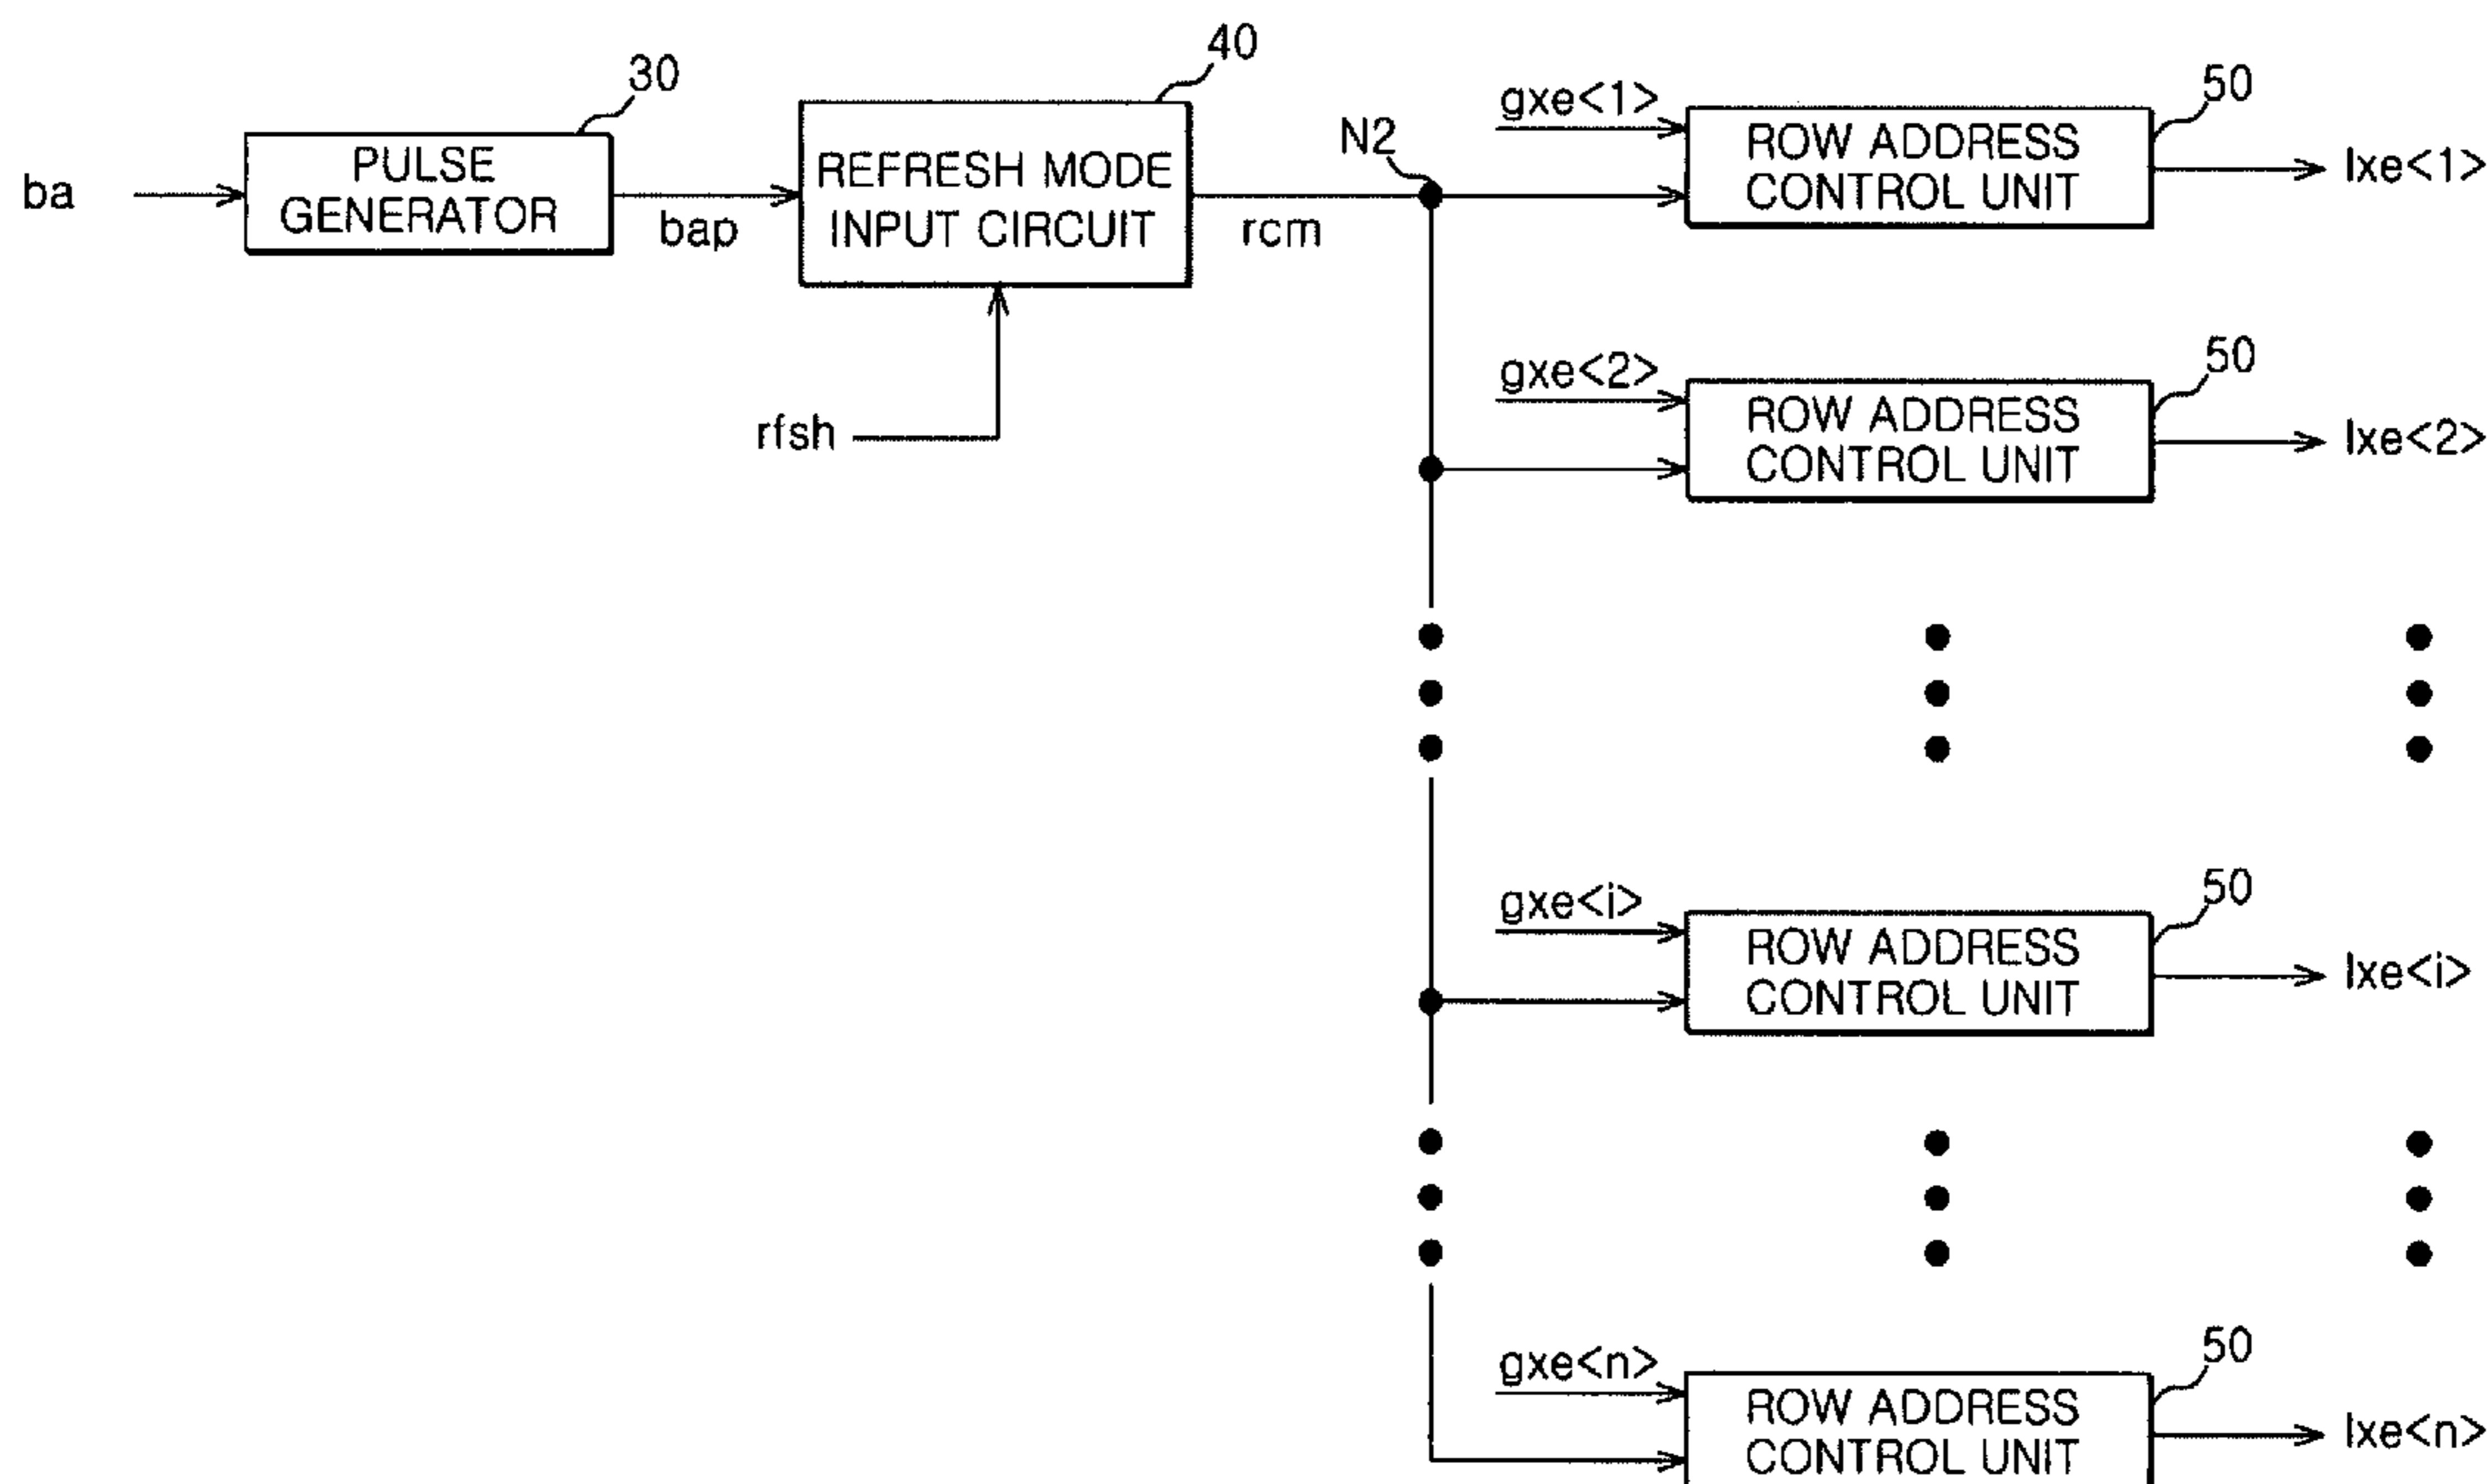 40
30
50
gxe<1>
N2
ba
PULSE
GENERATOR
bap
REFRESH MODE
INPUT CIRCUIT
rcm
ROW ADDRESS
CONTROL UNIT
lxe<1>
rfsh
50
gxe<2>
ROW ADDRESS
CONTROL UNIT
lxe<2>
50
gxe<i>
ROW ADDRESS
CONTROL UNIT
lxe<i>
50
gxe<n>
ROW ADDRESS
CONTROL UNIT
lxe<n>